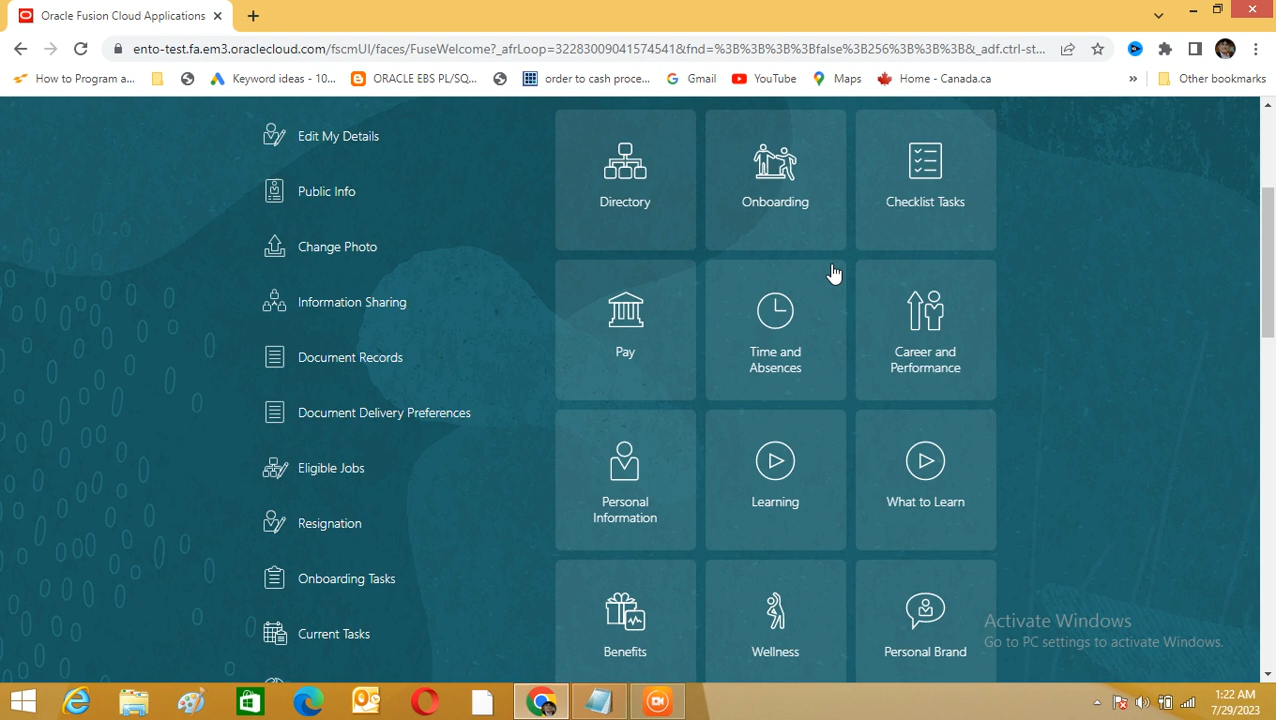 Oracle Fusion Cloud Applications
ento-test.fa.em3.oraclecloud.com/fscmUI/faces/FuseWelcome?_afrLoop=32283009041574541&fnd=%3B%3B%3B%3Bfalse%3B256%3B%3B%3B&_adf.ctrl-st...
How to Program a...
Keyword ideas - 10...
ORACLE EBS PL/SQ...
order to cash proce...
Gmail
YouTube
Maps
Home - Canada.ca
»
Other bookmarks
Edit My Details
Public Info
Change Photo
Information Sharing
Document Records
Document Delivery Preferences
Eligible Jobs
Resignation
Onboarding Tasks
Current Tasks
Directory
Onboarding
Checklist Tasks
Pay
Time and
Absences
Career and
Performance
Personal
Information
Learning
What to Learn
Benefits
Wellness
Personal Brand
Activate Windows
Go to PC settings to activate Windows.
1:22 AM
7/29/2023